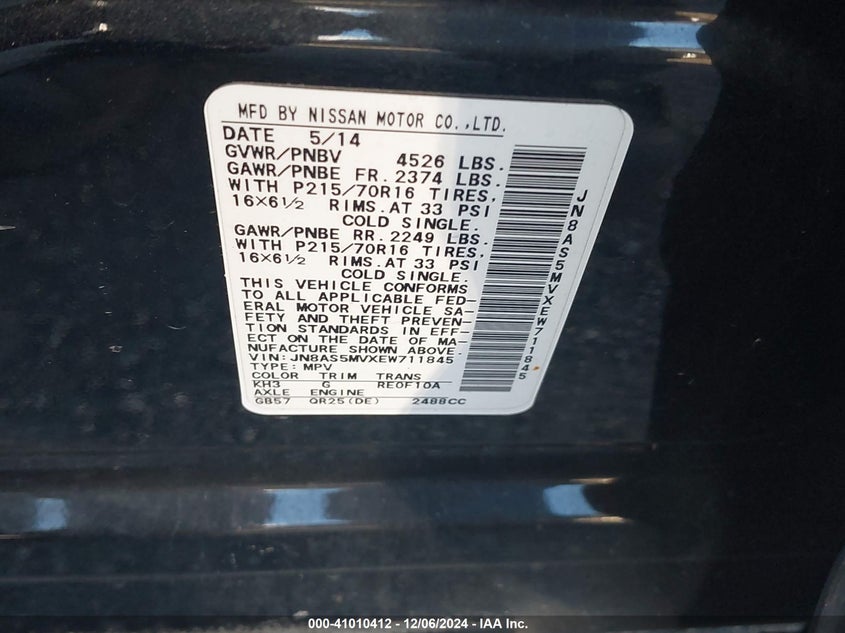 MFD BY NISSAN MOTOR CO.,LTD.
DATE 5/14
GVWR/PNBV 4526 LBS.
GAWR/PNBE FR. 2374 LBS.
WITH P215/70R16 TIRES,
16×6½ RIMS.AT 33 PSI
COLD SINGLE.
GAWR/PNBE RR. 2249 LBS.
WITH P215/70R16 TIRES,
16×6½ RIMS.AT 33 PSI
COLD SINGLE.
THIS VEHICLE CONFORMS
TO ALL APPLICABLE FED-
ERAL MOTOR VEHICLE SA-
FETY AND THEFT PREVEN-
TION STANDARDS IN EFF-
ECT ON THE DATE OF MA-
NUFACTURE SHOWN ABOVE.
VIN:JN8AS5MVXEW711845
TYPE:MPV
COLOR TRIM TRANS
KH3 G RE0F10A
AXLE ENGINE
GB57 QR25(DE) 2488CC
JN8AS5MVXEW711845
000-41010412 - 12/06/2024 - IAA Inc.